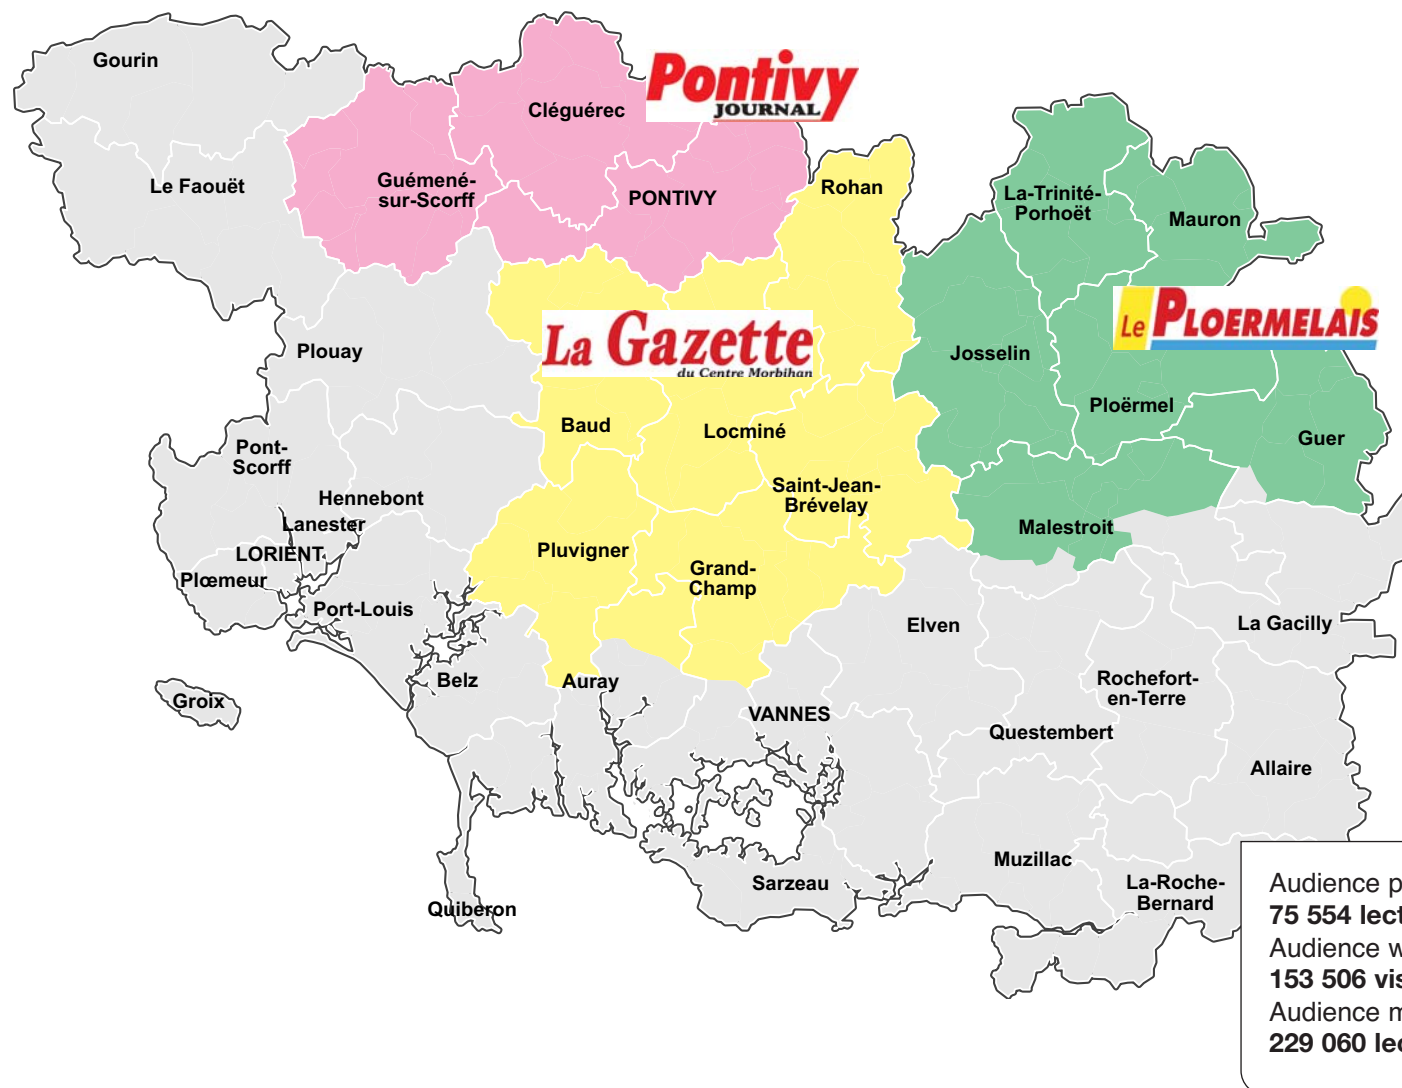 Gourin
Pontivy
JOURNAL
Cléguérec
Le Faouët
Guémené-
sur-Scorff
PONTIVY
Rohan
La-Trinité-
Porhoët
Mauron
Le PLOERMELAIS
La Gazette
du Centre Morbihan
Plouay
Josselin
Ploërmel
Baud
Locminé
Guer
Pont-
Scorff
Saint-Jean-
Brévelay
Hennebont
Lanester
Malestroit
LORIENT
Pluvigner
Plœmeur
Grand-
Champ
Port-Louis
Elven
La Gacilly
Belz
Auray
Rochefort-
en-Terre
Groix
VANNES
Questembert
Allaire
Muzillac
Sarzeau
La-Roche-
Bernard
Quiberon
Audience
75 554
Audience
153 506
Audience
229 060